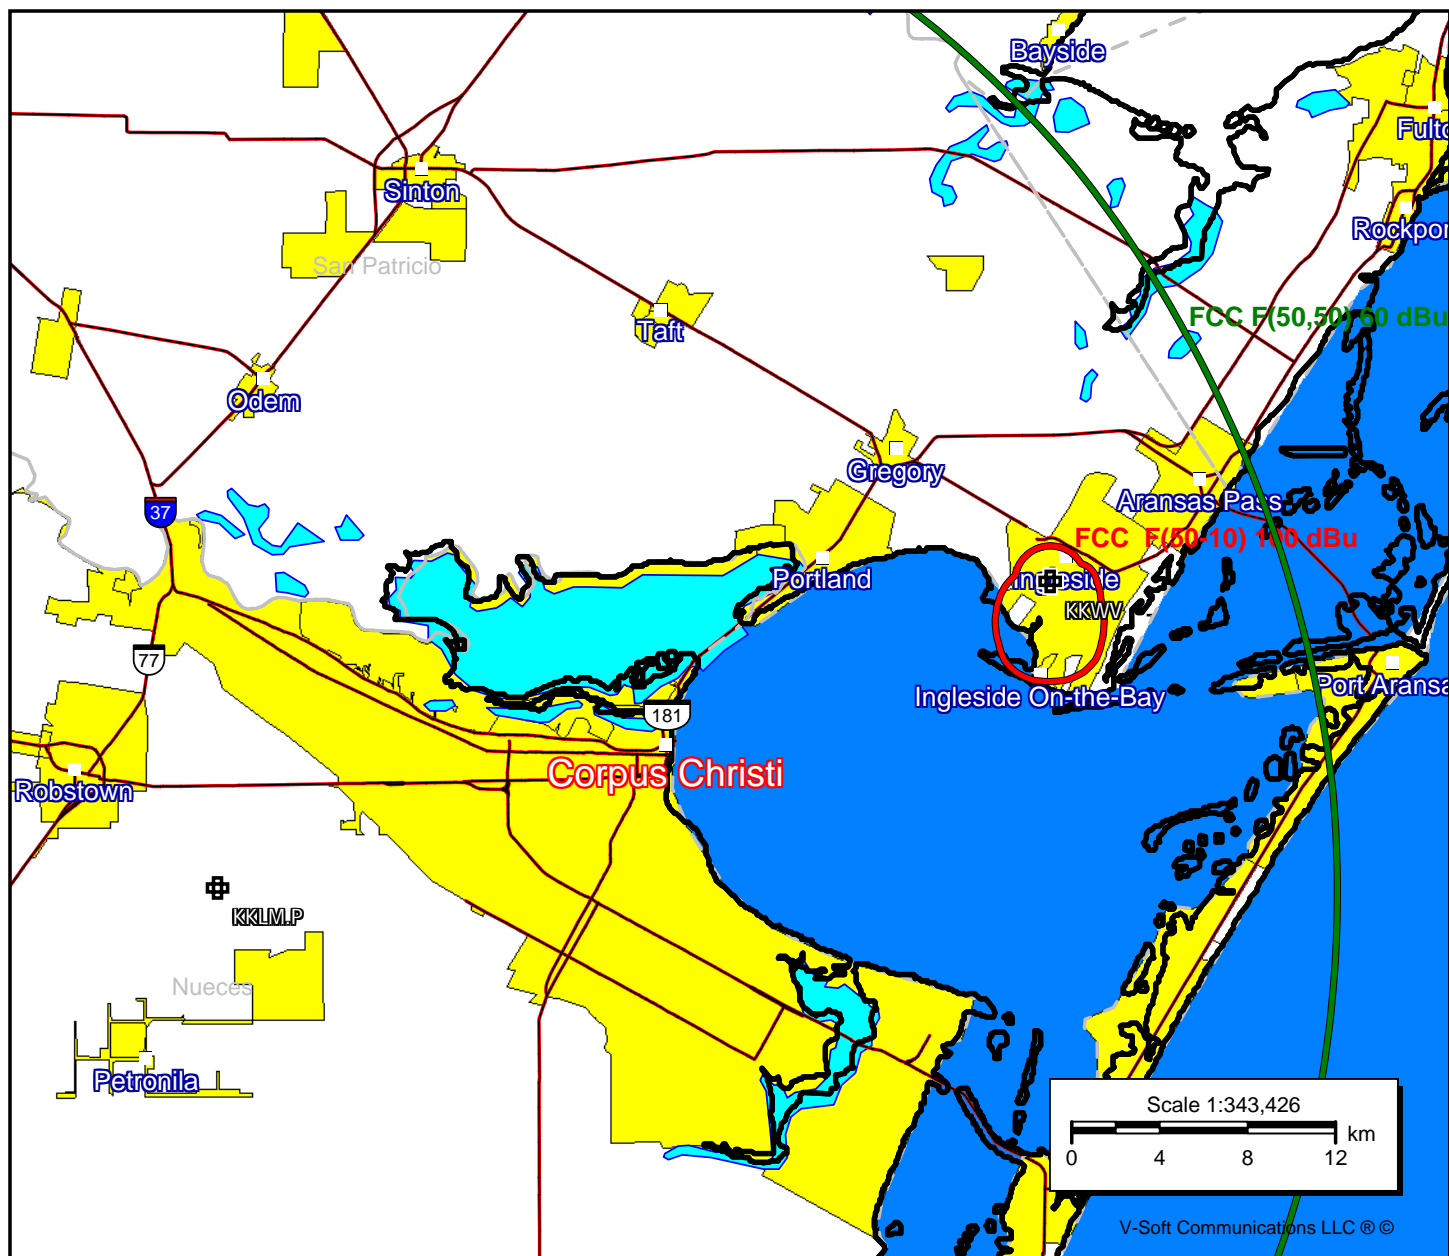 Bayside
Fulto
Sinton
Rockpor
San Patricio
Taft
FCC F(50,50) 60 dBu
Odem
Gregory
Aransas Pass
37
FCC F(50-10) 100 dBu
Portland
Ingleside
KKWV
77
Ingleside On-the-Bay
Port Aransa
181
Corpus Christi
Robstown
KKLM.P
Nueces
Petronila
Scale 1:343,426
km
0 4 8 12
V-Soft Communications LLC ® ©